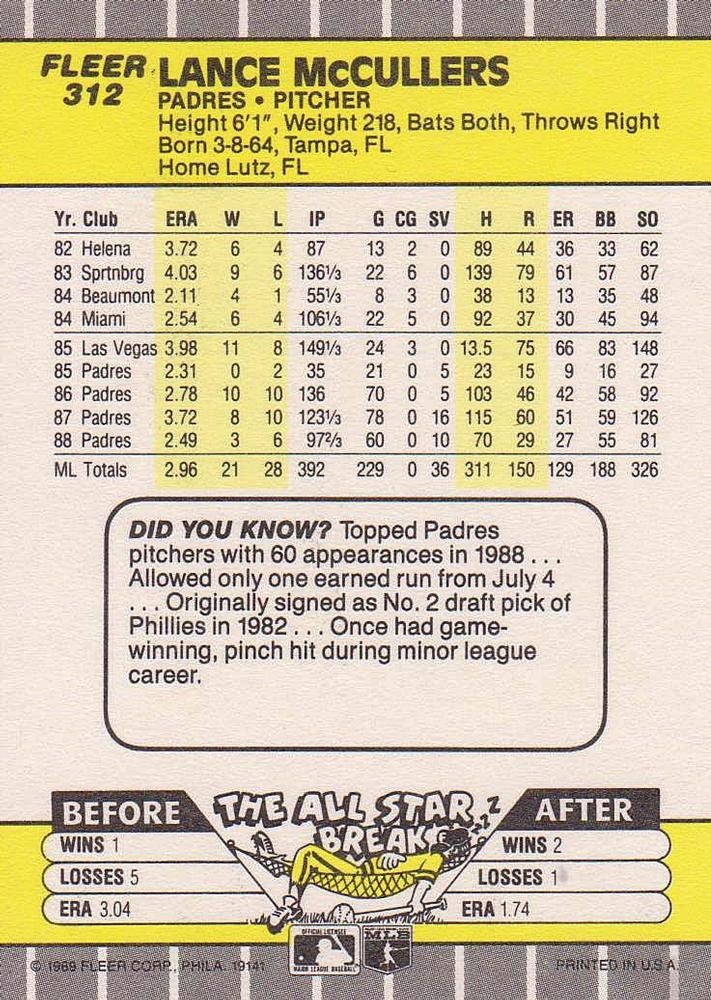 FLEER LANCE McCULLERS
312
PADRES • PITCHER
Height 6'1", Weight 218, Bats Both, Throws Right
Born 3-8-64, Tampa, FL
Home Lutz, FL
Yr. Club ERA W L IP G CG SV H R ER BB SO
82 Helena 3.72 6 4 87 13 2 0 89 44 36 33 62
83 Sprtnbrg 4.03 9 6 136⅓ 22 6 0 139 79 61 57 87
84 Beaumont 2.11 4 1 55⅓ 8 3 0 38 13 13 35 48
84 Miami 2.54 6 4 106⅓ 22 5 0 92 37 30 45 94
85 Las Vegas 3.98 11 8 149⅓ 24 3 0 13.5 75 66 83 148
85 Padres 2.31 0 2 35 21 0 5 23 15 9 16 27
86 Padres 2.78 10 10 136 70 0 5 103 46 42 58 92
87 Padres 3.72 8 10 123⅓ 78 0 16 115 60 51 59 126
88 Padres 2.49 3 6 97⅔ 60 0 10 70 29 27 55 81
ML Totals 2.96 21 28 392 229 0 36 311 150 129 188 326
DID YOU KNOW? Topped Padres
pitchers with 60 appearances in 1988 . . .
Allowed only one earned run from July 4
. . . Originally signed as No. 2 draft pick of
Phillies in 1982 . . . Once had game-
winning, pinch hit during minor league
career.
BEFORE THE ALL STAR BREAK AFTER
zzzz
WINS 1 WINS 2
LOSSES 5 LOSSES 1
ERA 3.04 ERA 1.74
OFFICIAL LICENSEE
MAJOR LEAGUE BASEBALL
MLB
© 1989 FLEER CORP., PHILA. 19141 PRINTED IN U.S.A.